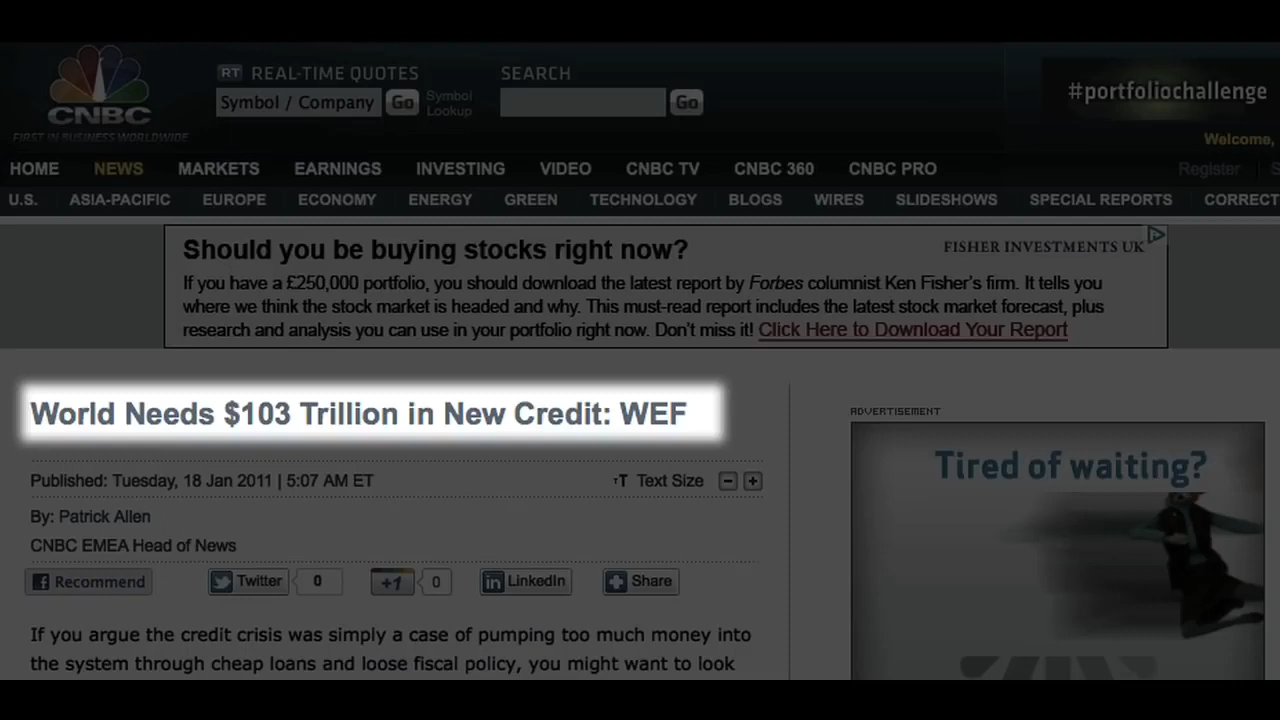 RT REAL-TIME QUOTES
SEARCH
Symbol / Company
Go
Symbol
Lookup
Go
#portfoliochallenge
CNBC
FIRST IN BUSINESS WORLDWIDE
Welcome,
HOME NEWS MARKETS EARNINGS INVESTING VIDEO CNBC TV CNBC 360 CNBC PRO
Register
U.S. ASIA-PACIFIC EUROPE ECONOMY ENERGY GREEN TECHNOLOGY BLOGS WIRES SLIDESHOWS SPECIAL REPORTS CORRECT
Should you be buying stocks right now?
FISHER INVESTMENTS UK
If you have a £250,000 portfolio, you should download the latest report by Forbes columnist Ken Fisher's firm. It tells you
where we think the stock market is headed and why. This must-read report includes the latest stock market forecast, plus
research and analysis you can use in your portfolio right now. Don't miss it! Click Here to Download Your Report
World Needs $103 Trillion in New Credit: WEF
ADVERTISEMENT
Tired of waiting?
Published: Tuesday, 18 Jan 2011 | 5:07 AM ET
TT Text Size
By: Patrick Allen
CNBC EMEA Head of News
Recommend
Twitter 0
+1 0
LinkedIn
Share
If you argue the credit crisis was simply a case of pumping too much money into
the system through cheap loans and loose fiscal policy, you might want to look